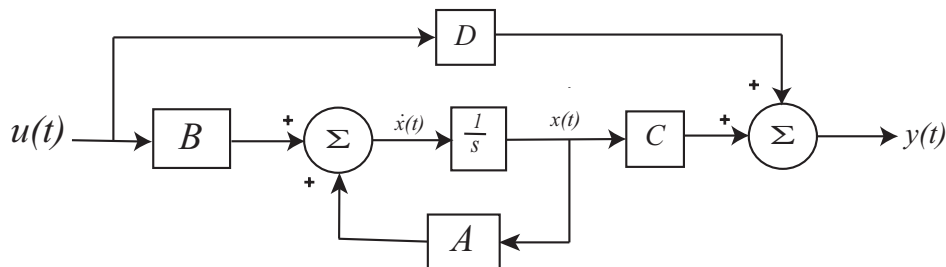 D
+
u(t)
B
+
Σ
+
ẋ(t)
1
s
x(t)
C
+
Σ
y(t)
A